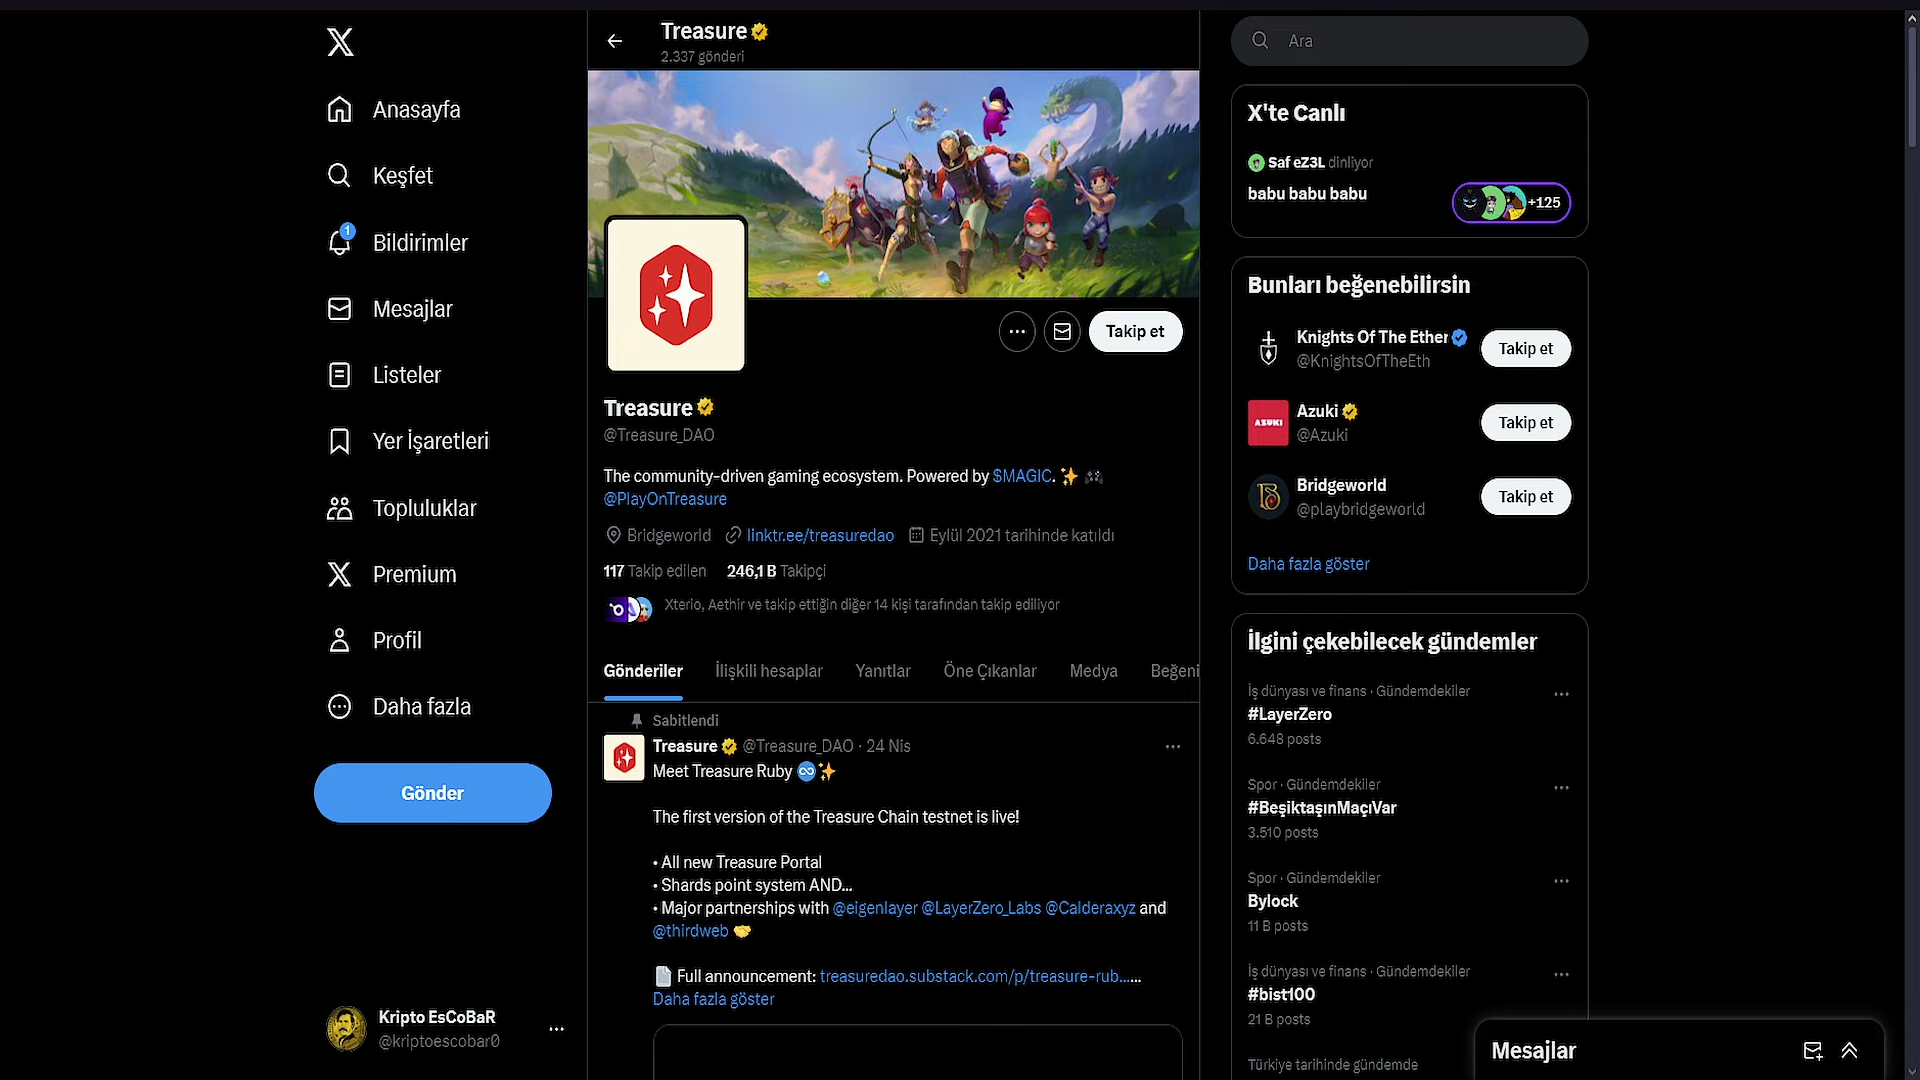 Anasayfa
Keşfet
1
Bildirimler
Mesajlar
Listeler
Yer İşaretleri
Topluluklar
Premium
Profil
Daha fazla
Gönder
Kripto EsCoBaR
@kriptoescobar0
Treasure
2.337 gönderi
Takip et
Treasure
@Treasure_DAO
The community-driven gaming ecosystem. Powered by $MAGIC. ✨ 🎮
@PlayOnTreasure
Bridgeworld linktr.ee/treasuredao Eylül 2021 tarihinde katıldı
117 Takip edilen 246,1 B Takipçi
Xterio, Aethir ve takip ettiğin diğer 14 kişi tarafından takip ediliyor
Gönderiler İlişkili hesaplar Yanıtlar Öne Çıkanlar Medya Beğeni
Sabitlendi
Treasure @Treasure_DAO · 24 Nis
Meet Treasure Ruby ♾️✨
The first version of the Treasure Chain testnet is live!
• All new Treasure Portal
• Shards point system AND...
• Major partnerships with @eigenlayer @LayerZero_Labs @Calderaxyz and
@thirdweb 🤝
📄 Full announcement: treasuredao.substack.com/p/treasure-rub......
Daha fazla göster
Ara
X'te Canlı
Saf eZ3L dinliyor
babu babu babu
+125
Bunları beğenebilirsin
Knights Of The Ether
@KnightsOfTheEth
Takip et
AZUKI
Azuki
@Azuki
Takip et
Bridgeworld
@playbridgeworld
Takip et
Daha fazla göster
İlgini çekebilecek gündemler
İş dünyası ve finans · Gündemdekiler
#LayerZero
6.648 posts
Spor · Gündemdekiler
#BeşiktaşınMaçıVar
3.510 posts
Spor · Gündemdekiler
Bylock
11 B posts
İş dünyası ve finans · Gündemdekiler
#bist100
21 B posts
Türkiye tarihinde gündemde
Mesajlar